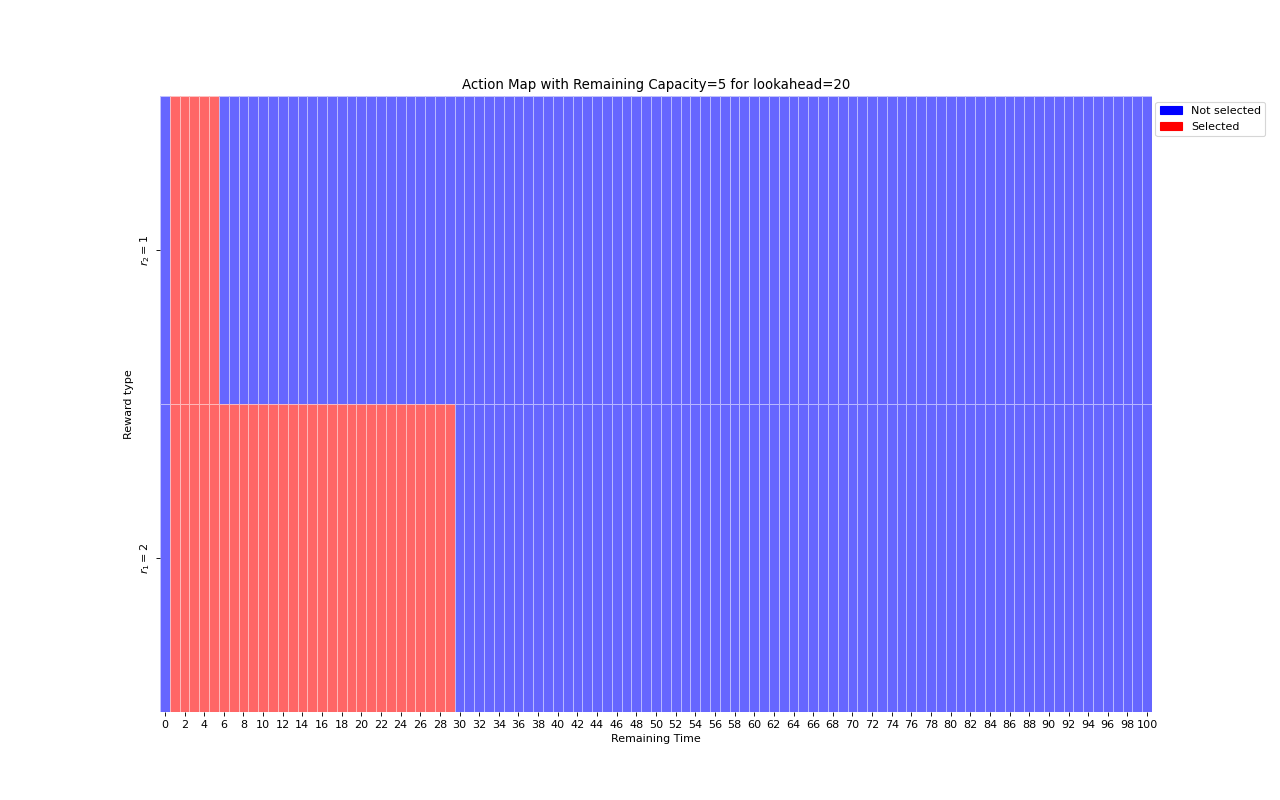 Action Map with Remaining Capacity=5 for lookahead=20
Not selected
Selected
r₂ = 1
Reward type
r₁ = 2
0 2 4 6 8 10 12 14 16 18 20 22 24 26 28 30 32 34 36 38 40 42 44 46 48 50 52 54 56 58 60 62 64 66 68 70 72 74 76 78 80 82 84 86 88 90 92 94 96 98 100
Remaining Time